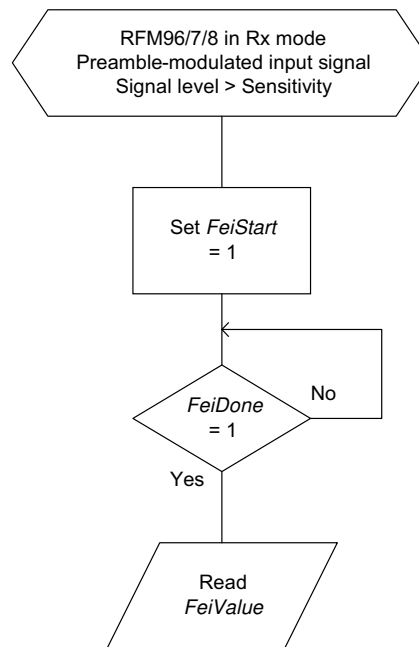 RFM96/7/8 in Rx mode
Preamble-modulated input signal
Signal level > Sensitivity
Set FeiStart
= 1
FeiDone
= 1
No
Yes
Read
FeiValue